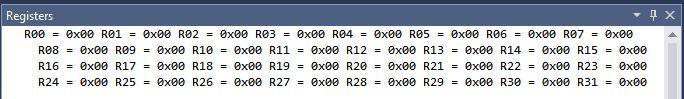 Registers
R00 = 0x00 R01 = 0x00 R02 = 0x00 R03 = 0x00 R04 = 0x00 R05 = 0x00 R06 = 0x00 R07 = 0x00
R08 = 0x00 R09 = 0x00 R10 = 0x00 R11 = 0x00 R12 = 0x00 R13 = 0x00 R14 = 0x00 R15 = 0x00
R16 = 0x00 R17 = 0x00 R18 = 0x00 R19 = 0x00 R20 = 0x00 R21 = 0x00 R22 = 0x00 R23 = 0x00
R24 = 0x00 R25 = 0x00 R26 = 0x00 R27 = 0x00 R28 = 0x00 R29 = 0x00 R30 = 0x00 R31 = 0x00